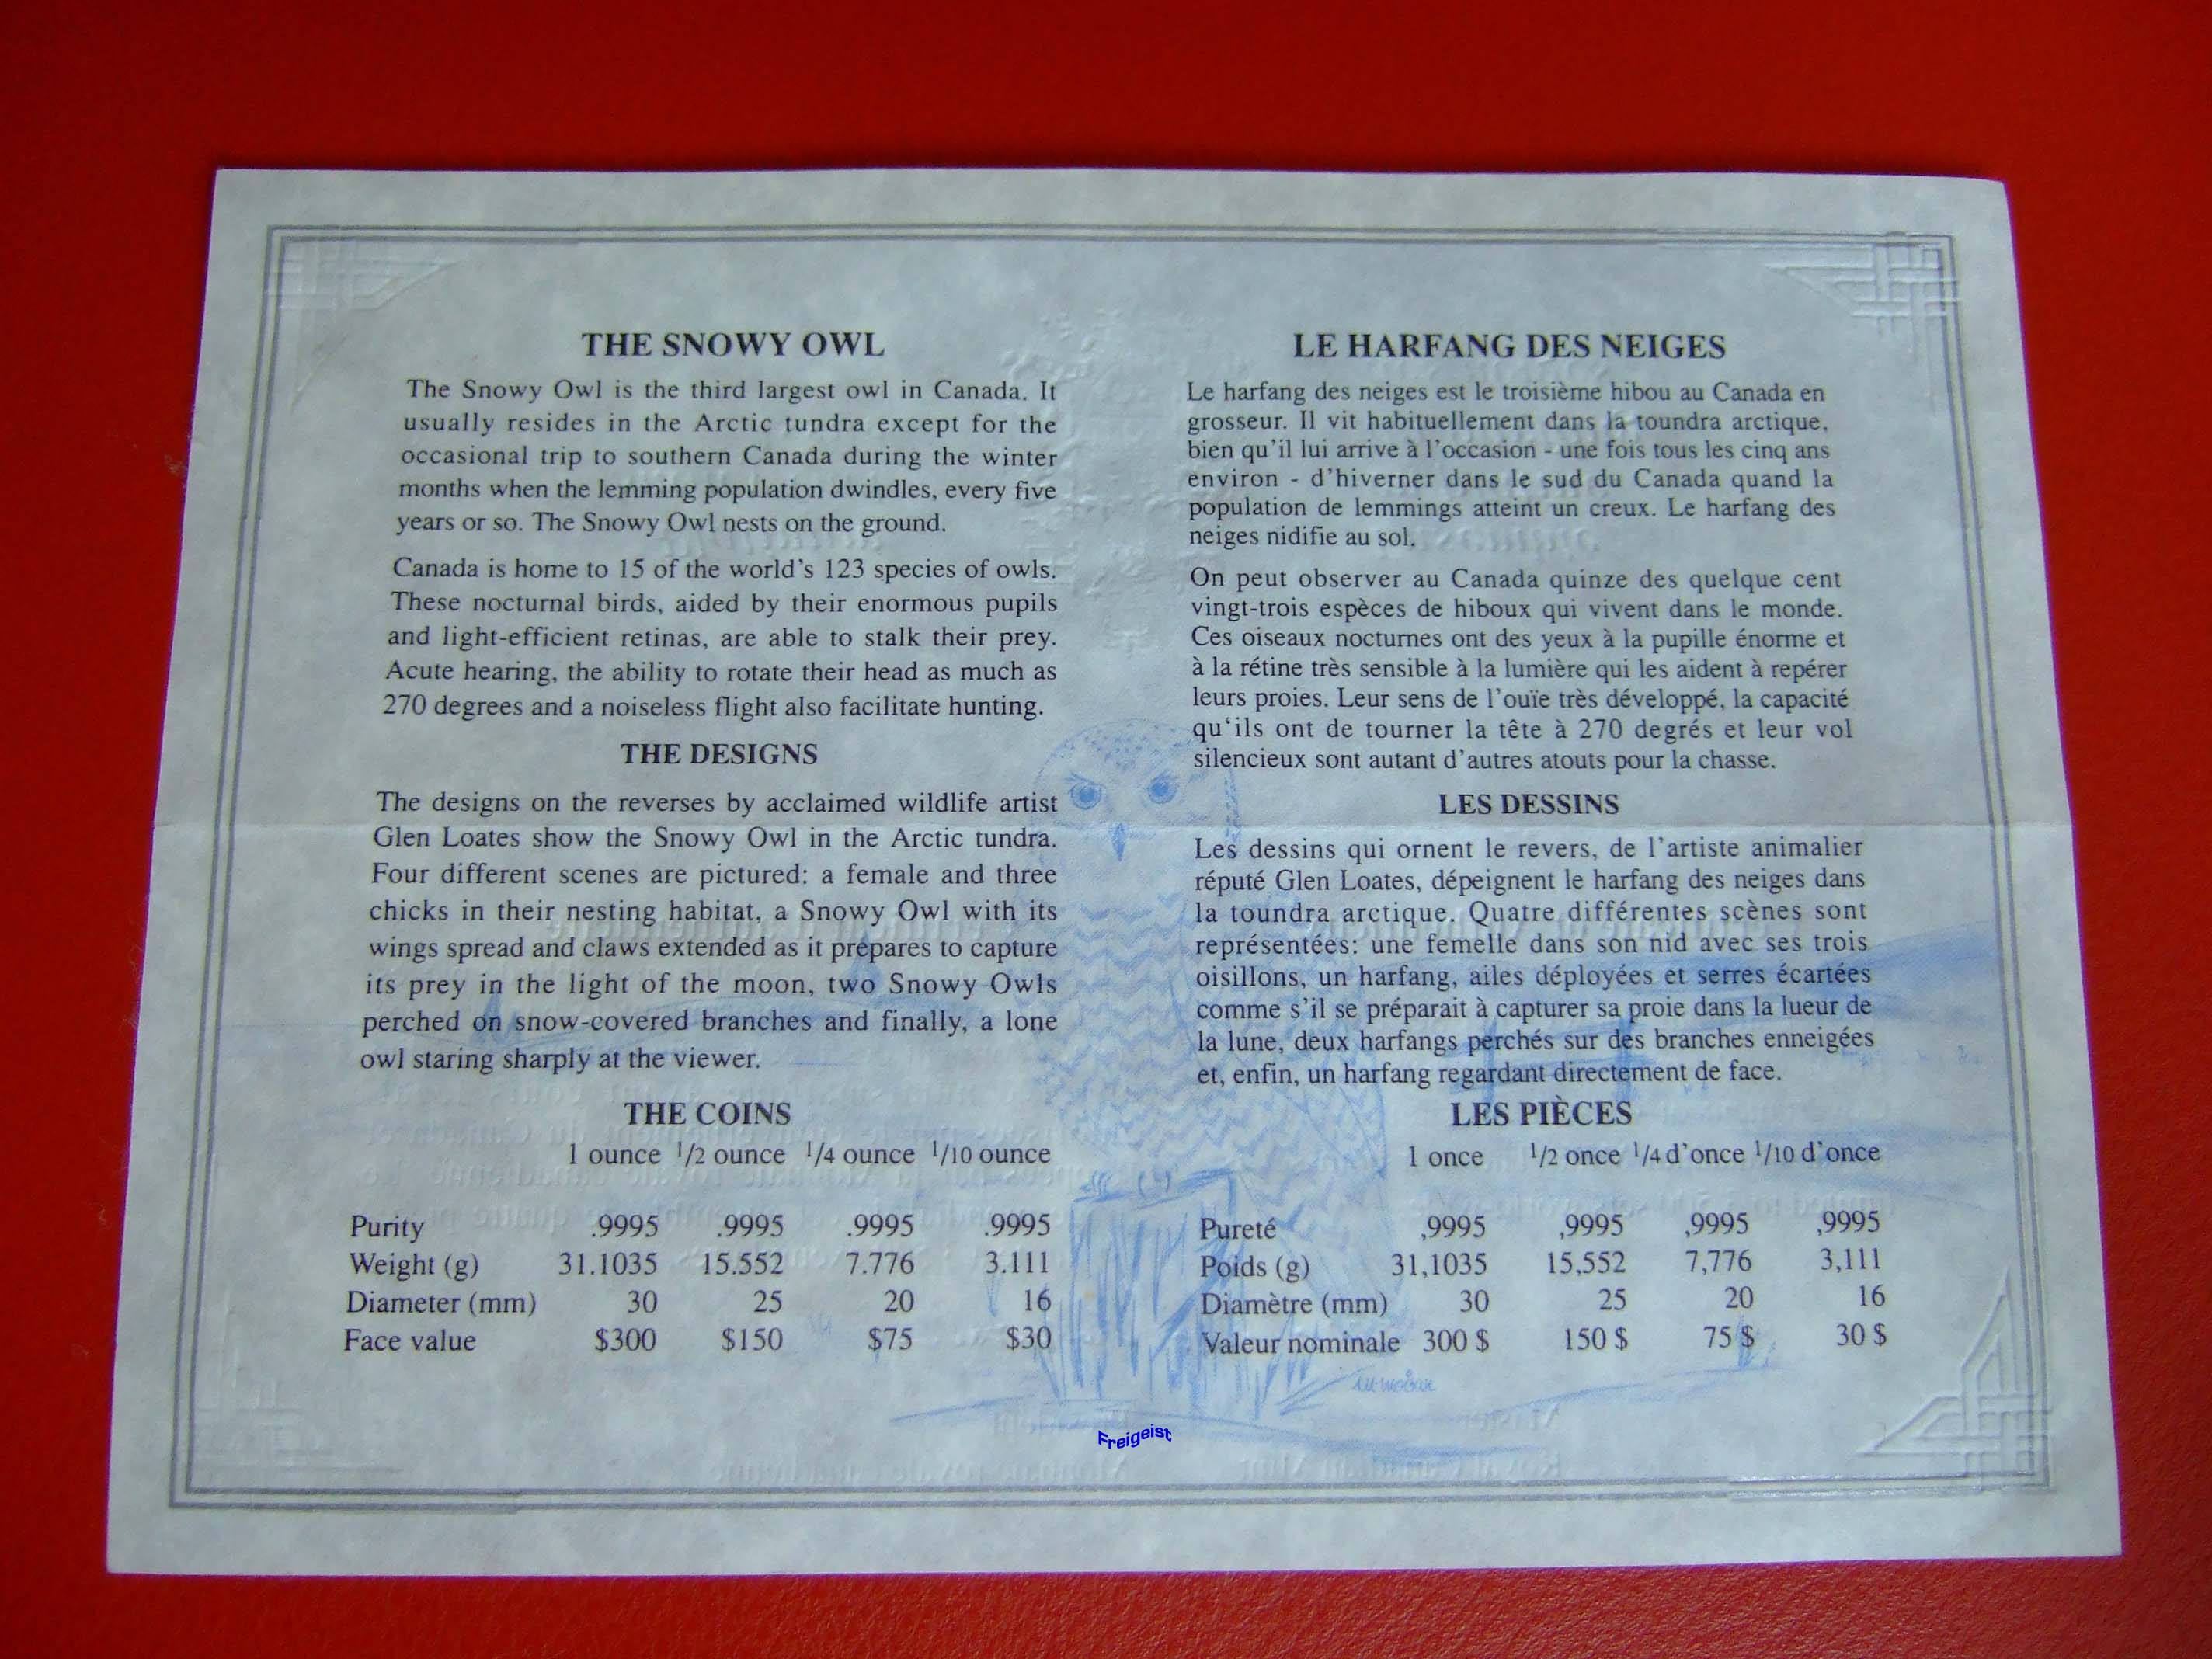 THE SNOWY OWL
The Snowy Owl is the third largest owl in Canada. It
usually resides in the Arctic tundra except for the
occasional trip to southern Canada during the winter
months when the lemming population dwindles, every five
years or so. The Snowy Owl nests on the ground.
Canada is home to 15 of the world's 123 species of owls.
These nocturnal birds, aided by their enormous pupils
and light-efficient retinas, are able to stalk their prey.
Acute hearing, the ability to rotate their head as much as
270 degrees and a noiseless flight also facilitate hunting.
THE DESIGNS
The designs on the reverses by acclaimed wildlife artist
Glen Loates show the Snowy Owl in the Arctic tundra.
Four different scenes are pictured: a female and three
chicks in their nesting habitat, a Snowy Owl with its
wings spread and claws extended as it prepares to capture
its prey in the light of the moon, two Snowy Owls
perched on snow-covered branches and finally, a lone
owl staring sharply at the viewer.
THE COINS
1 ounce 1/2 ounce 1/4 ounce 1/10 ounce
Purity .9995 .9995 .9995 .9995
Weight (g) 31.1035 15.552 7.776 3.111
Diameter (mm) 30 25 20 16
Face value $300 $150 $75 $30
LE HARFANG DES NEIGES
Le harfang des neiges est le troisième hibou au Canada en
grosseur. Il vit habituellement dans la toundra arctique,
bien qu'il lui arrive à l'occasion - une fois tous les cinq ans
environ - d'hiverner dans le sud du Canada quand la
population de lemmings atteint un creux. Le harfang des
neiges nidifie au sol.
On peut observer au Canada quinze des quelque cent
vingt-trois espèces de hiboux qui vivent dans le monde.
Ces oiseaux nocturnes ont des yeux à la pupille énorme et
à la rétine très sensible à la lumière qui les aident à repérer
leurs proies. Leur sens de l'ouïe très développé, la capacité
qu'ils ont de tourner la tête à 270 degrés et leur vol
silencieux sont autant d'autres atouts pour la chasse.
LES DESSINS
Les dessins qui ornent le revers, de l'artiste animalier
réputé Glen Loates, dépeignent le harfang des neiges dans
la toundra arctique. Quatre différentes scènes sont
représentées: une femelle dans son nid avec ses trois
oisillons, un harfang, ailes déployées et serres écartées
comme s'il se préparait à capturer sa proie dans la lueur de
la lune, deux harfangs perchés sur des branches enneigées
et, enfin, un harfang regardant directement de face.
LES PIÈCES
1 once 1/2 once 1/4 d'once 1/10 d'once
Pureté ,9995 ,9995 ,9995 ,9995
Poids (g) 31,1035 15,552 7,776 3,111
Diamètre (mm) 30 25 20 16
Valeur nominale 300 $ 150 $ 75 $ 30 $
Freigeist